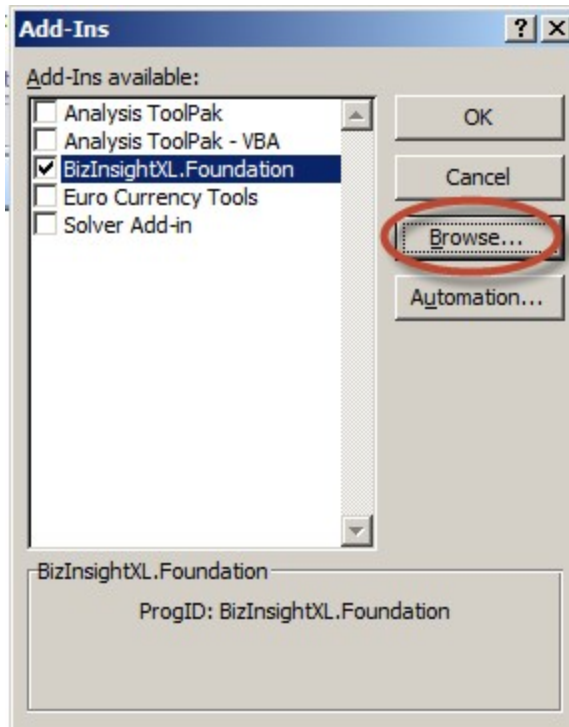 Add-Ins
Add-Ins available:
Analysis ToolPak
Analysis ToolPak - VBA
BizInsightXL.Foundation
Euro Currency Tools
Solver Add-in
OK
Cancel
Browse...
Automation...
BizInsightXL.Foundation
ProgID: BizInsightXL.Foundation